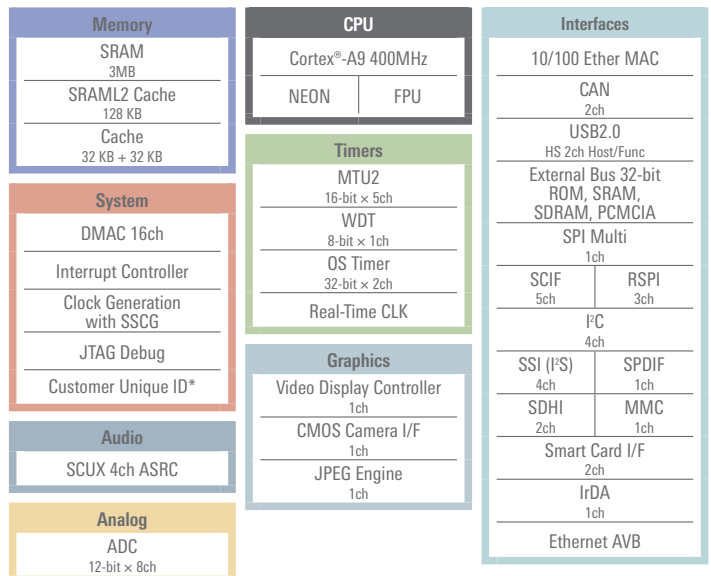 Memory
SRAM
3MB
SRAML2 Cache
128 KB
Cache
32 KB + 32 KB
System
DMAC 16ch
Interrupt Controller
Clock Generation
with SSCG
JTAG Debug
Customer Unique ID*
Audio
SCUX 4ch ASRC
Analog
ADC
12-bit × 8ch
CPU
Cortex®-A9 400MHz
NEON FPU
Timers
MTU2
16-bit × 5ch
WDT
8-bit × 1ch
OS Timer
32-bit × 2ch
Real-Time CLK
Graphics
Video Display Controller
1ch
CMOS Camera I/F
1ch
JPEG Engine
1ch
Interfaces
10/100 Ether MAC
CAN
2ch
USB2.0
HS 2ch Host/Func
External Bus 32-bit
ROM, SRAM,
SDRAM, PCMCIA
SPI Multi
1ch
SCIF RSPI
5ch 3ch
I²C
4ch
SSI (I²S) SPDIF
4ch 1ch
SDHI MMC
2ch 1ch
Smart Card I/F
2ch
IrDA
1ch
Ethernet AVB